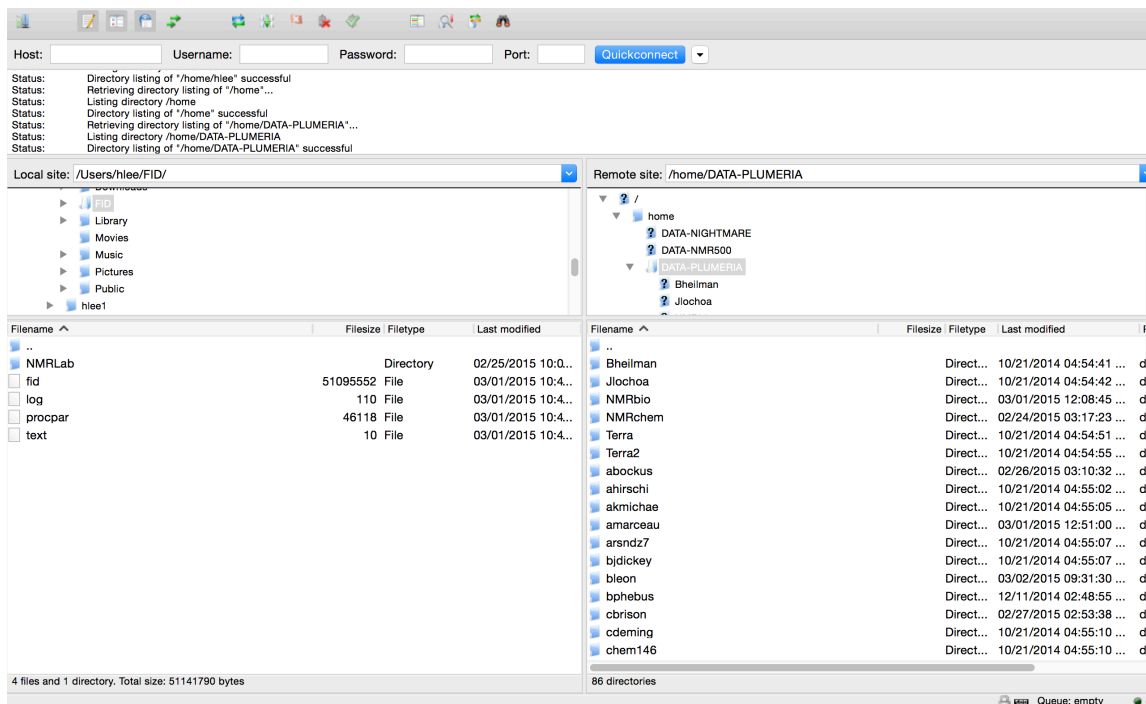 Host: Username: Password: Port: Quickconnect
Status: Directory listing of "/home/hlee" successful
Status: Retrieving directory listing of "/home"...
Status: Listing directory /home
Status: Directory listing of "/home" successful
Status: Retrieving directory listing of "/home/DATA-PLUMERIA"...
Status: Listing directory /home/DATA-PLUMERIA
Status: Directory listing of "/home/DATA-PLUMERIA" successful
Local site: /Users/hlee/FID/
Downloads
FID
Library
Movies
Music
Pictures
Public
hlee1
Filename Filesize Filetype Last modified
..
NMRLab Directory 02/25/2015 10:0...
fid 51095552 File 03/01/2015 10:4...
log 110 File 03/01/2015 10:4...
procpar 46118 File 03/01/2015 10:4...
text 10 File 03/01/2015 10:4...
4 files and 1 directory. Total size: 51141790 bytes
Remote site: /home/DATA-PLUMERIA
/
home
DATA-NIGHTMARE
DATA-NMR500
DATA-PLUMERIA
Bheilman
Jlochoa
Filename Filesize Filetype Last modified
..
Bheilman Direct... 10/21/2014 04:54:41 ... d
Jlochoa Direct... 10/21/2014 04:54:42 ... d
NMRbio Direct... 03/01/2015 12:08:45 ... d
NMRchem Direct... 02/24/2015 03:17:23 ... d
Terra Direct... 10/21/2014 04:54:51 ... d
Terra2 Direct... 10/21/2014 04:54:55 ... d
abockus Direct... 02/26/2015 03:10:32 ... d
ahirschi Direct... 10/21/2014 04:55:02 ... d
akmichae Direct... 10/21/2014 04:55:05 ... d
amarceau Direct... 03/01/2015 12:51:00 ... d
arsndz7 Direct... 10/21/2014 04:55:07 ... d
bjdickey Direct... 10/21/2014 04:55:07 ... d
bleon Direct... 03/02/2015 09:31:30 ... d
bphebus Direct... 12/11/2014 02:48:55 ... d
cbrison Direct... 02/27/2015 02:53:38 ... d
cdeming Direct... 10/21/2014 04:55:10 ... d
chem146 Direct... 10/21/2014 04:55:10 ... d
86 directories
Queue: empty